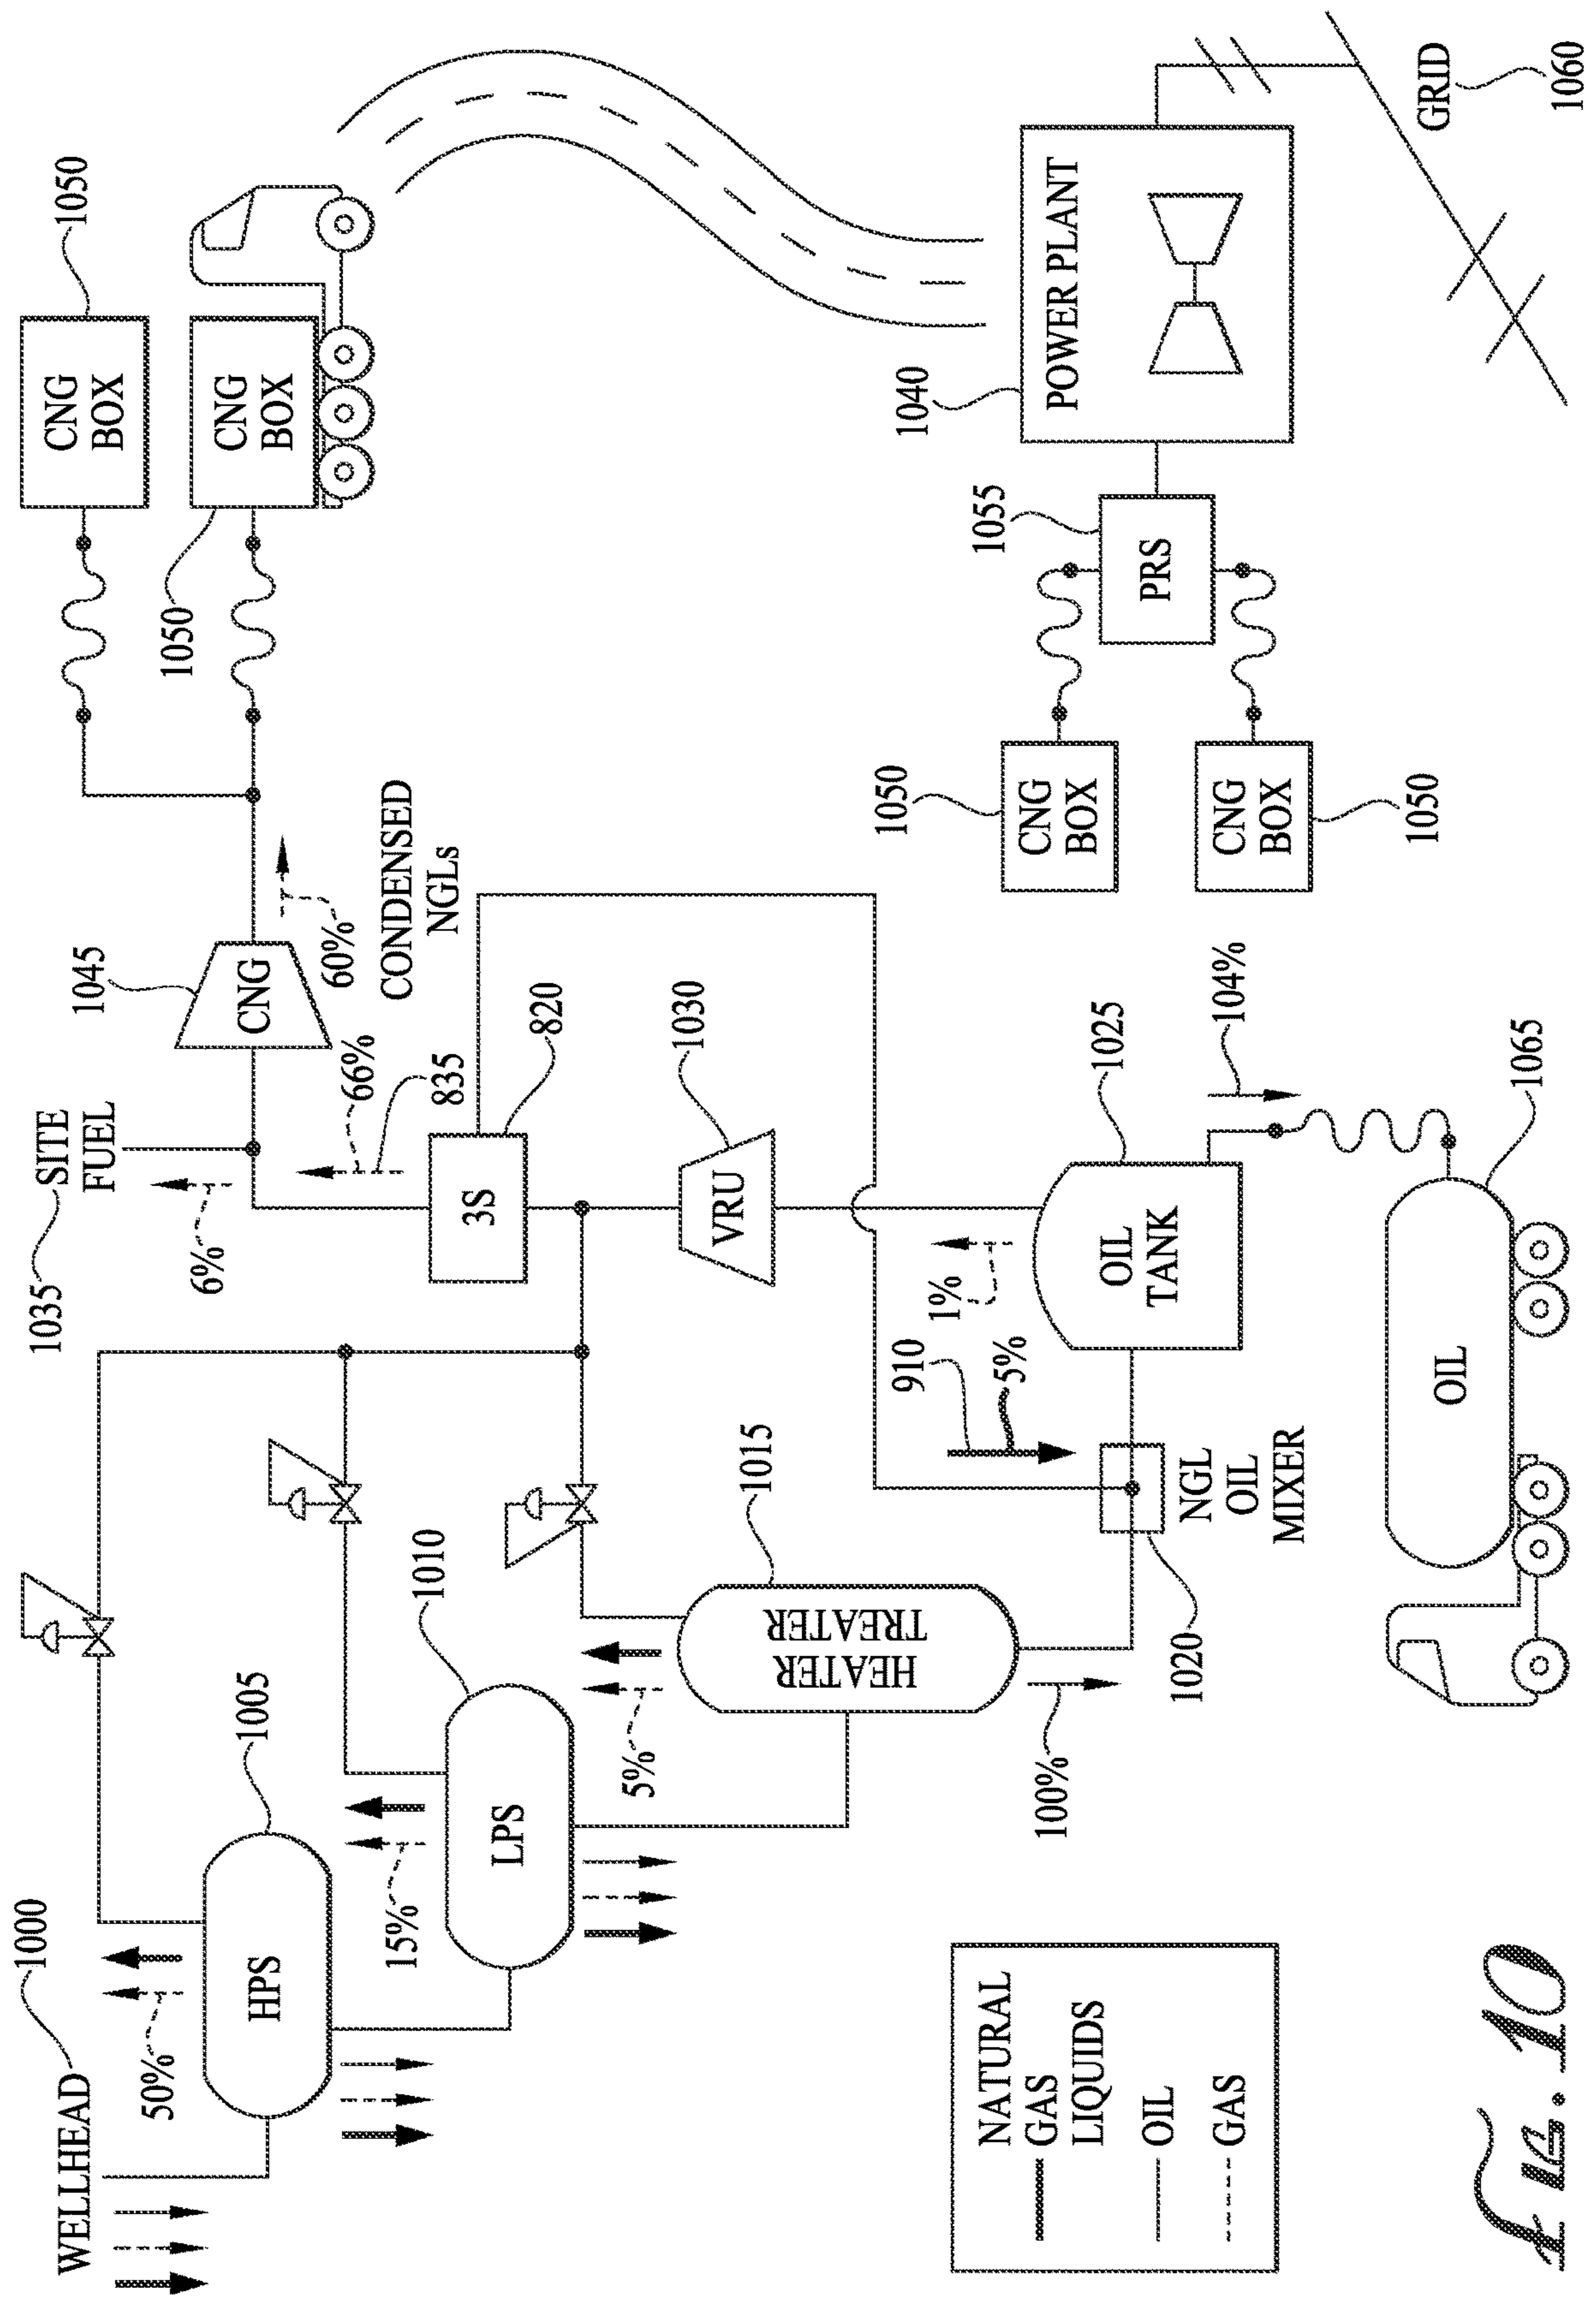 WELLHEAD
1000
50%
HPS
1005
15%
LPS
1010
5%
HEATER
TREATER
1015
100%
1020
NGL
OIL
MIXER
910
5%
1%
OIL
TANK
1025
104%
OIL
1065
VRU
1030
3S
820
835
66%
1035
SITE
FUEL
6%
CNG
1045
60%
CONDENSED
NGLs
CNG
BOX
1050
CNG
BOX
1050
1050
CNG
BOX
CNG
BOX
1050
PRS
1055
1040
POWER PLANT
GRID
1060
NATURAL
GAS
LIQUIDS
OIL
GAS
FIG. 10